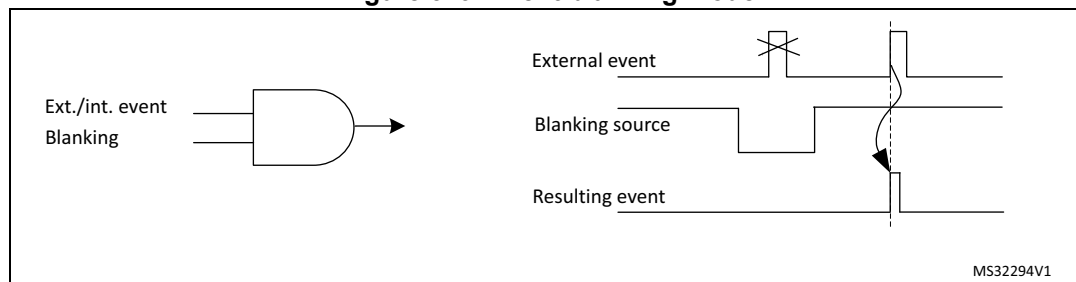 Ext./int. event
Blanking
External event
Blanking source
Resulting event
MS32294V1